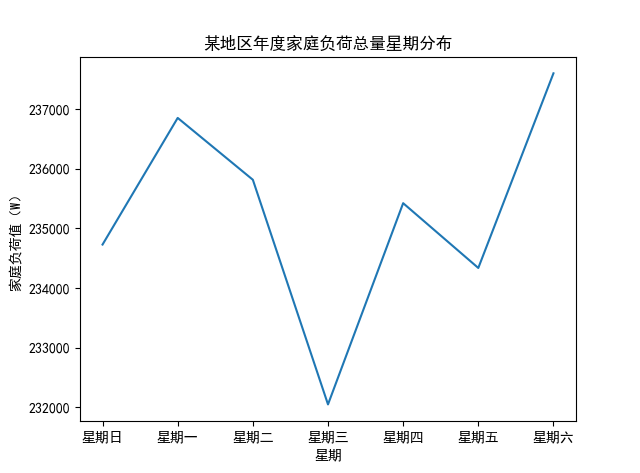 某地区年度家庭负荷总量星期分布
家庭负荷值 (W)
237000
236000
235000
234000
233000
232000
星期日 星期一 星期二 星期三 星期四 星期五 星期六
星期